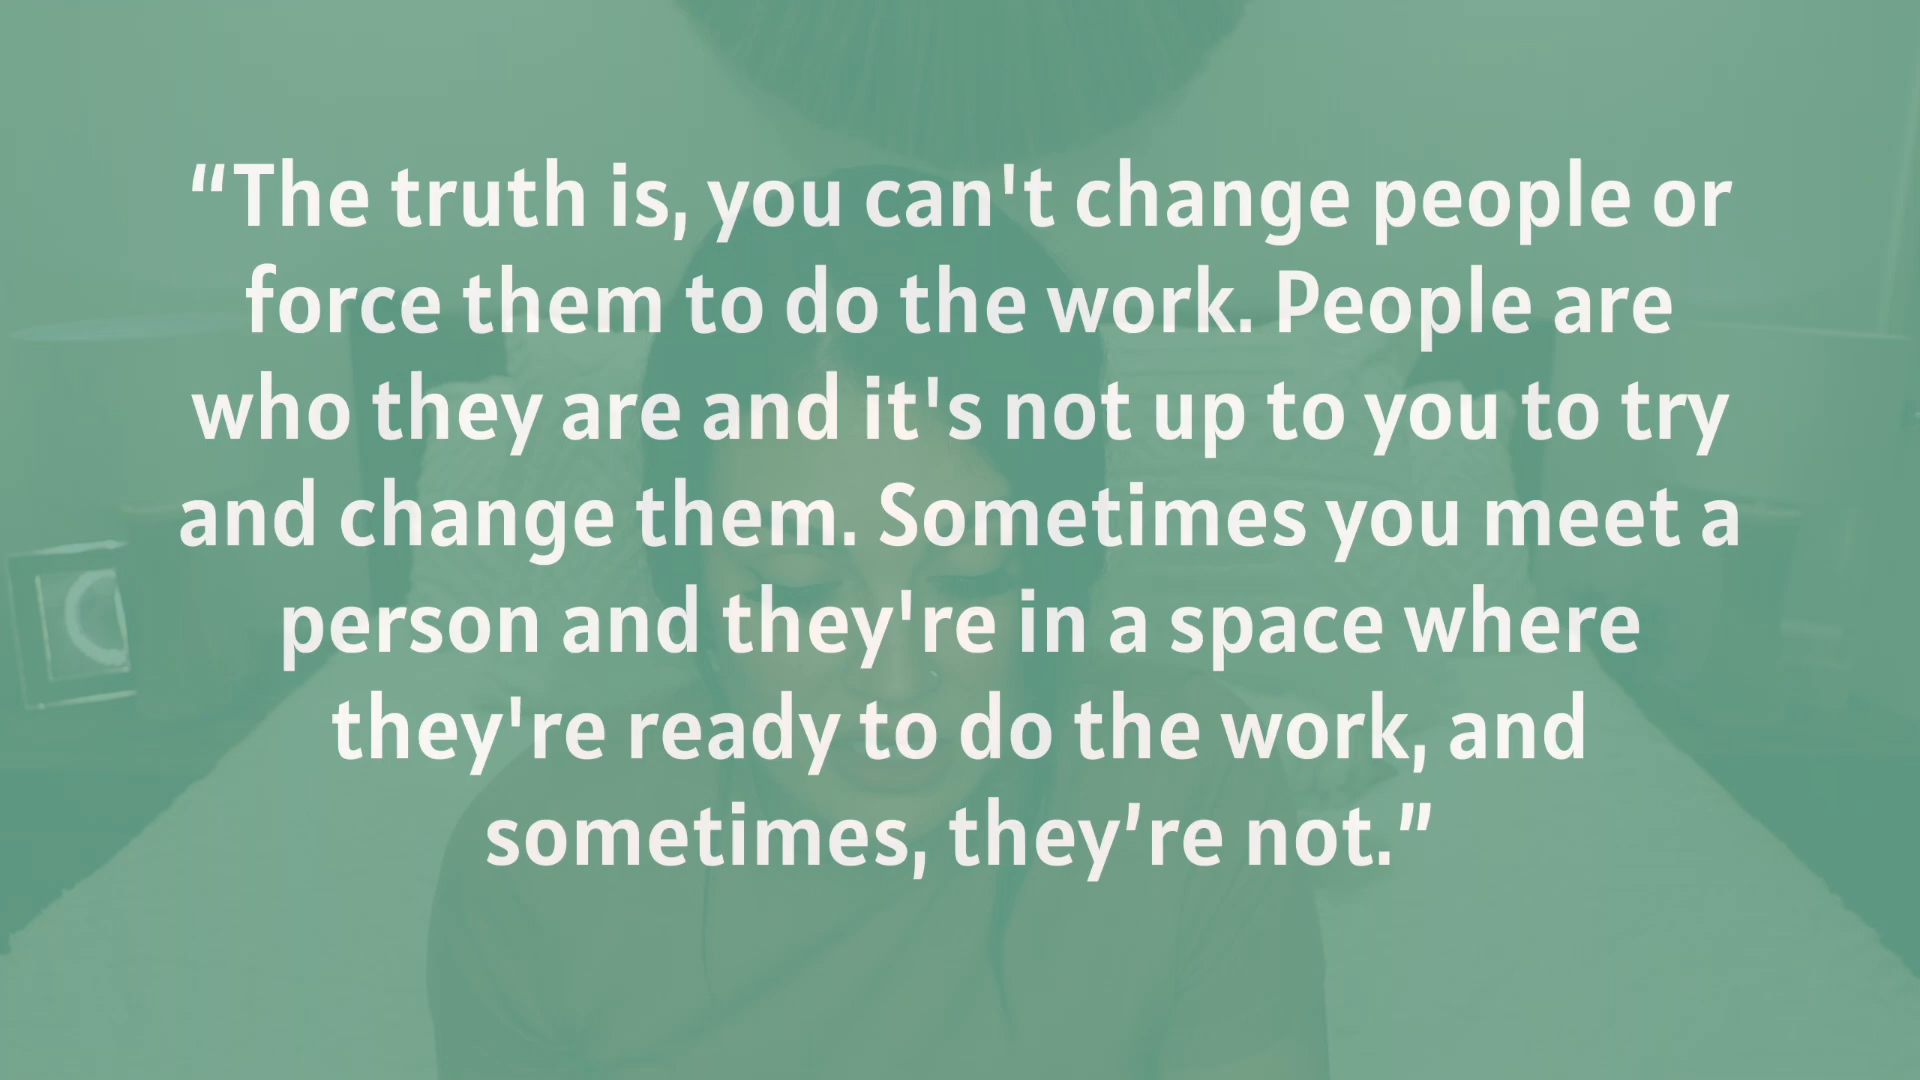 “The truth is, you can't change people or
force them to do the work. People are
who they are and it's not up to you to try
and change them. Sometimes you meet a
person and they're in a space where
they're ready to do the work, and
sometimes, they’re not.”